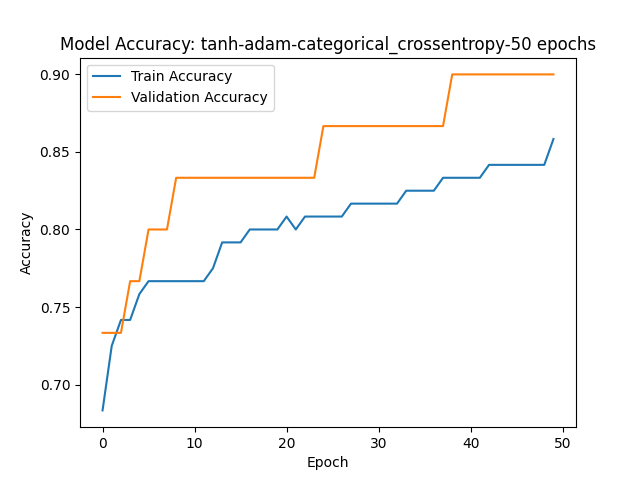 Model Accuracy: tanh-adam-categorical_crossentropy-50 epochs
Train Accuracy
Validation Accuracy
0.90
0.85
0.80
0.75
0.70
Accuracy
0 10 20 30 40 50
Epoch